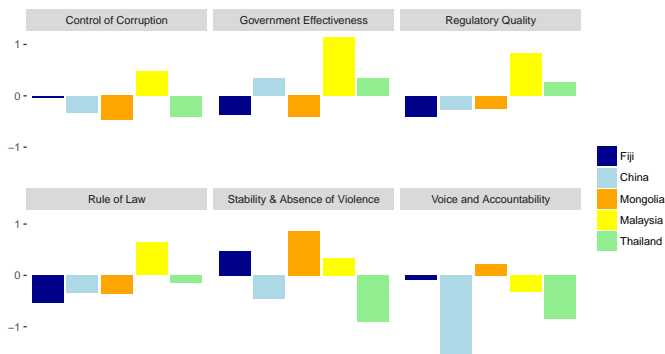 Control of Corruption
Government Effectiveness
Regulatory Quality
1
0
−1
Rule of Law
Stability & Absence of Violence
Voice and Accountability
1
0
−1
Fiji
China
Mongolia
Malaysia
Thailand